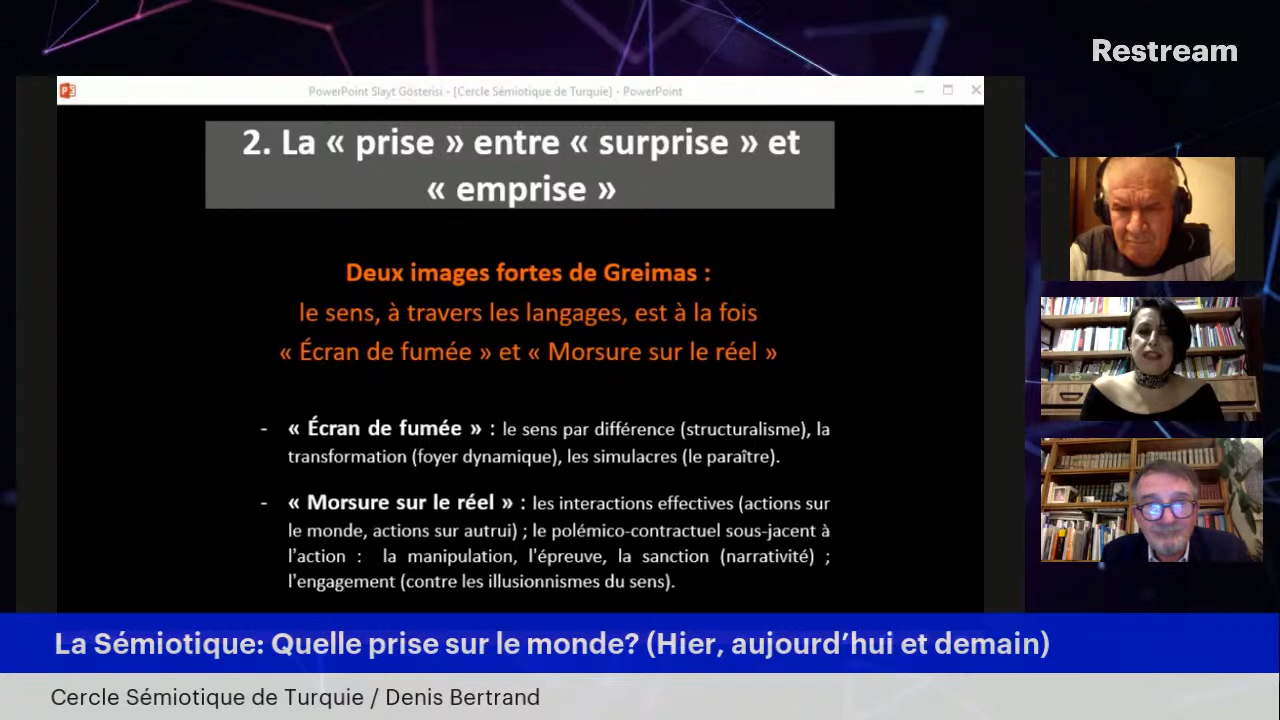 Restream
PowerPoint Slayt Gösterisi - [Cercle Sémiotique de Turquie] - PowerPoint
2. La « prise » entre « surprise » et
« emprise »
Deux images fortes de Greimas :
le sens, à travers les langages, est à la fois
« Écran de fumée » et « Morsure sur le réel »
- « Écran de fumée » : le sens par différence (structuralisme), la
transformation (foyer dynamique), les simulacres (le paraître).
- « Morsure sur le réel » : les interactions effectives (actions sur
le monde, actions sur autrui) ; le polémico-contractuel sous-jacent à
l'action : la manipulation, l'épreuve, la sanction (narrativité) ;
l'engagement (contre les illusionnismes du sens).
La Sémiotique: Quelle prise sur le monde? (Hier, aujourd’hui et demain)
Cercle Sémiotique de Turquie / Denis Bertrand